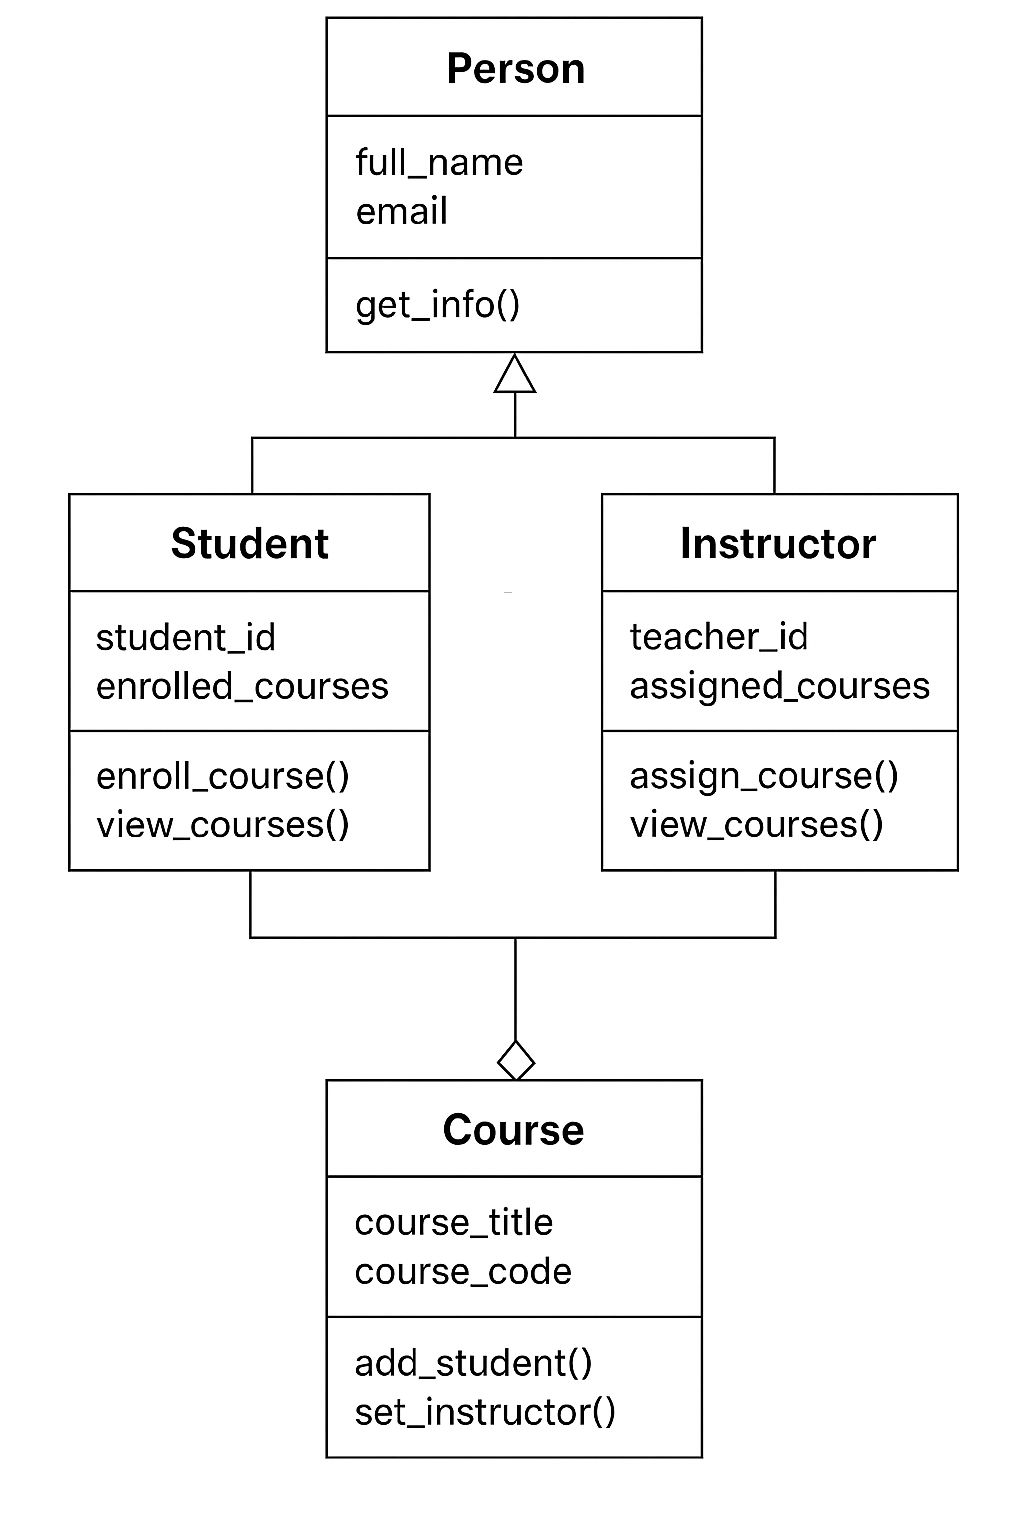 Person
full_name
email
get_info()
Student
student_id
enrolled_courses
enroll_course()
view_courses()
Instructor
teacher_id
assigned_courses
assign_course()
view_courses()
Course
course_title
course_code
add_student()
set_instructor()